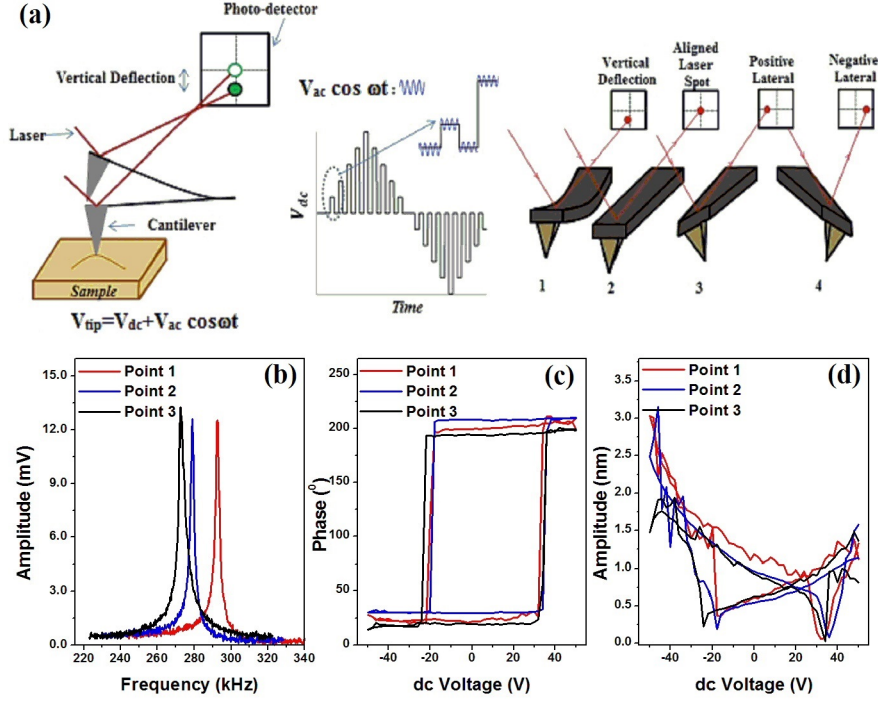 (a)
Photo-detector
Vertical Deflection
Laser
Cantilever
Sample
V_tip=V_dc+V_ac cosωt
V_ac cos ωt :
V_dc
Time
Vertical
Deflection
Aligned
Laser
Spot
Positive
Lateral
Negative
Lateral
1
2
3
4
(b)
Point 1
Point 2
Point 3
Amplitude (mV)
15.0
12.0
9.0
6.0
3.0
0.0
220
240
260
280
300
320
340
Frequency (kHz)
(c)
Point 1
Point 2
Point 3
Phase (⁰)
250
200
150
100
50
0
-40
-20
0
20
40
dc Voltage (V)
(d)
Point 1
Point 2
Point 3
Amplitude (nm)
3.5
3.0
2.5
2.0
1.5
1.0
0.5
0.0
-40
-20
0
20
40
dc Voltage (V)